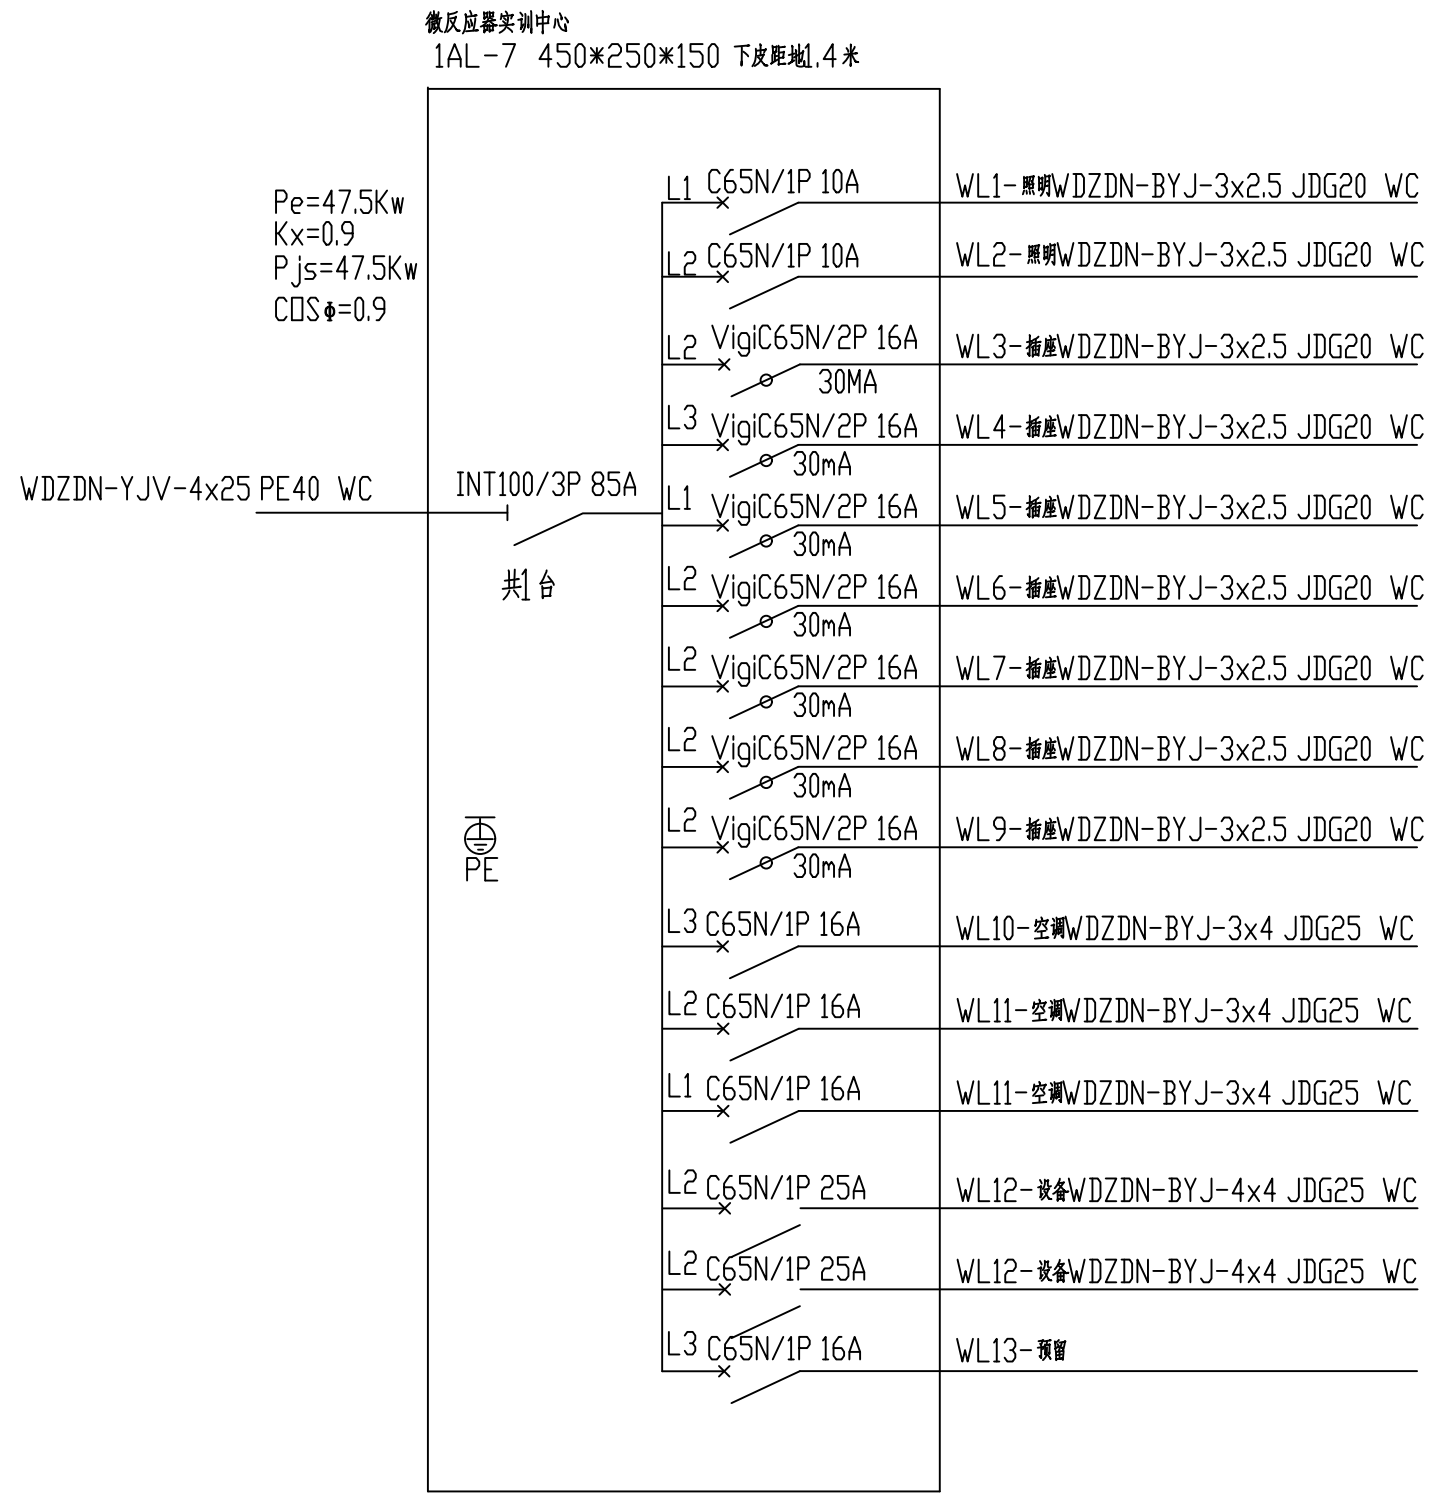 微反应器实训中心
1AL-7 450*250*150 下皮距地1.4米
Pe=47.5Kw
Kx=0.9
Pjs=47.5Kw
COSΦ=0.9
WDZDN-YJV-4x25 PE40 WC
INT100/3P 85A
共1台
PE
L1 C65N/1P 10A WL1-照明WDZDN-BYJ-3x2.5 JDG20 WC
L2 C65N/1P 10A WL2-照明WDZDN-BYJ-3x2.5 JDG20 WC
L2 VigiC65N/2P 16A WL3-插座WDZDN-BYJ-3x2.5 JDG20 WC
30MA
L3 VigiC65N/2P 16A WL4-插座WDZDN-BYJ-3x2.5 JDG20 WC
30mA
L1 VigiC65N/2P 16A WL5-插座WDZDN-BYJ-3x2.5 JDG20 WC
30mA
L2 VigiC65N/2P 16A WL6-插座WDZDN-BYJ-3x2.5 JDG20 WC
30mA
L2 VigiC65N/2P 16A WL7-插座WDZDN-BYJ-3x2.5 JDG20 WC
30mA
L2 VigiC65N/2P 16A WL8-插座WDZDN-BYJ-3x2.5 JDG20 WC
30mA
L2 VigiC65N/2P 16A WL9-插座WDZDN-BYJ-3x2.5 JDG20 WC
30mA
L3 C65N/1P 16A WL10-空调WDZDN-BYJ-3x4 JDG25 WC
L2 C65N/1P 16A WL11-空调WDZDN-BYJ-3x4 JDG25 WC
L1 C65N/1P 16A WL11-空调WDZDN-BYJ-3x4 JDG25 WC
L2 C65N/1P 25A WL12-设备WDZDN-BYJ-4x4 JDG25 WC
L2 C65N/1P 25A WL12-设备WDZDN-BYJ-4x4 JDG25 WC
L3 C65N/1P 16A WL13-预留